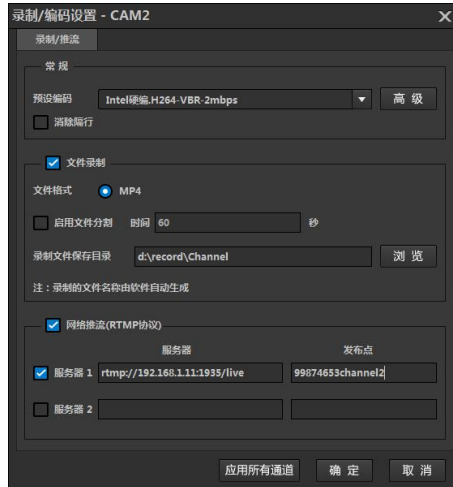 录制/编码设置 - CAM2 X
录制/推流
常规
预设编码 Intel硬编.H264-VBR-2mbps 高级
消除隔行
文件录制
文件格式 MP4
启用文件分割 时间 60 秒
录制文件保存目录 d:\record\Channel 浏览
注：录制的文件名称由软件自动生成
网络推流(RTMP协议)
服务器 发布点
服务器 1 rtmp://192.168.1.11:1935/live 99874653channel2
服务器 2
应用所有通道 确定 取消